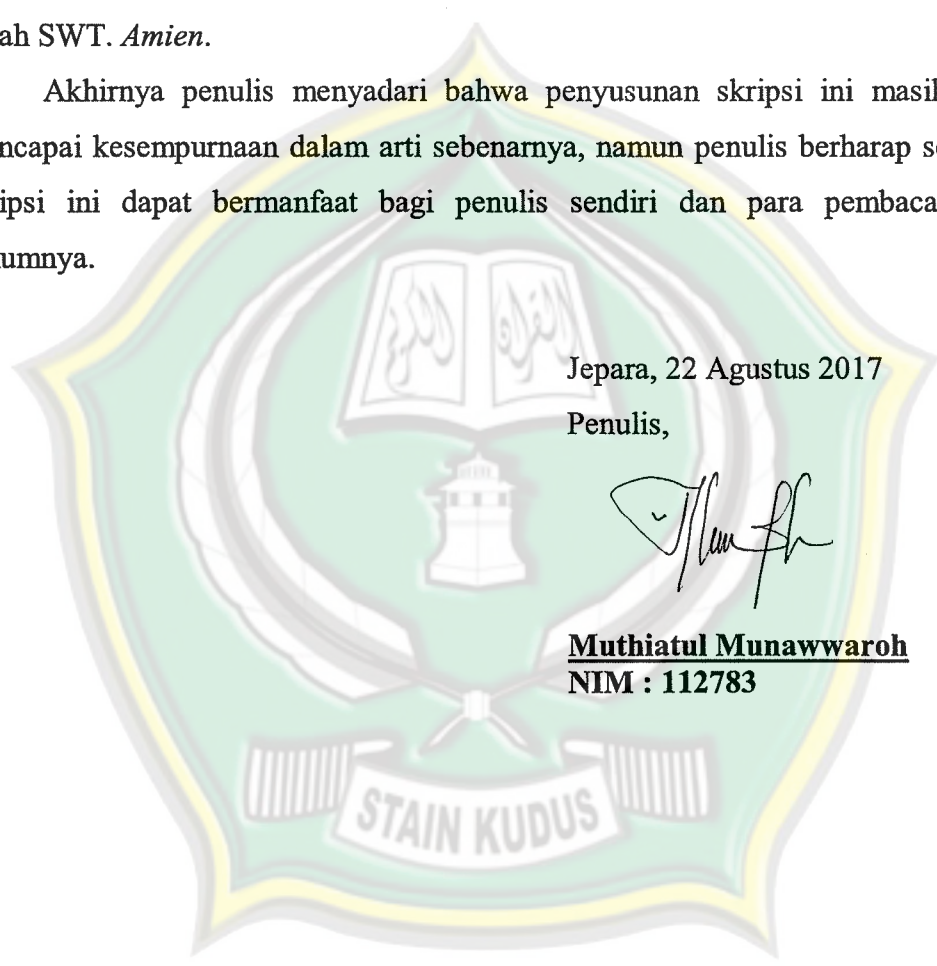 ah SWT. Amien.
Akhirnya penulis menyadari bahwa penyusunan skripsi ini masil
ncapai kesempurnaan dalam arti sebenarnya, namun penulis berharap se
ipsi ini dapat bermanfaat bagi penulis sendiri dan para pembaca
umnya.
Jepara, 22 Agustus 2017
Penulis,
Muthiatul Munawwaroh
NIM : 112783
STAIN KUDUS